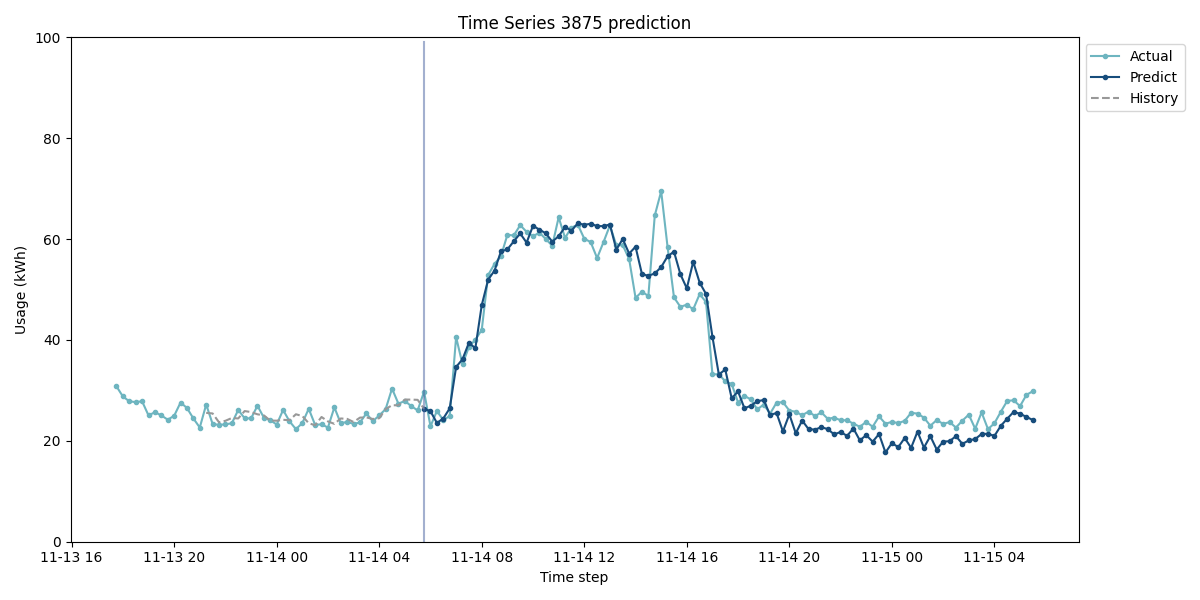 Time Series 3875 prediction
100
80
60
40
20
0
Usage (kWh)
11-13 16
11-13 20
11-14 00
11-14 04
11-14 08
11-14 12
11-14 16
11-14 20
11-15 00
11-15 04
Time step
Actual
Predict
History